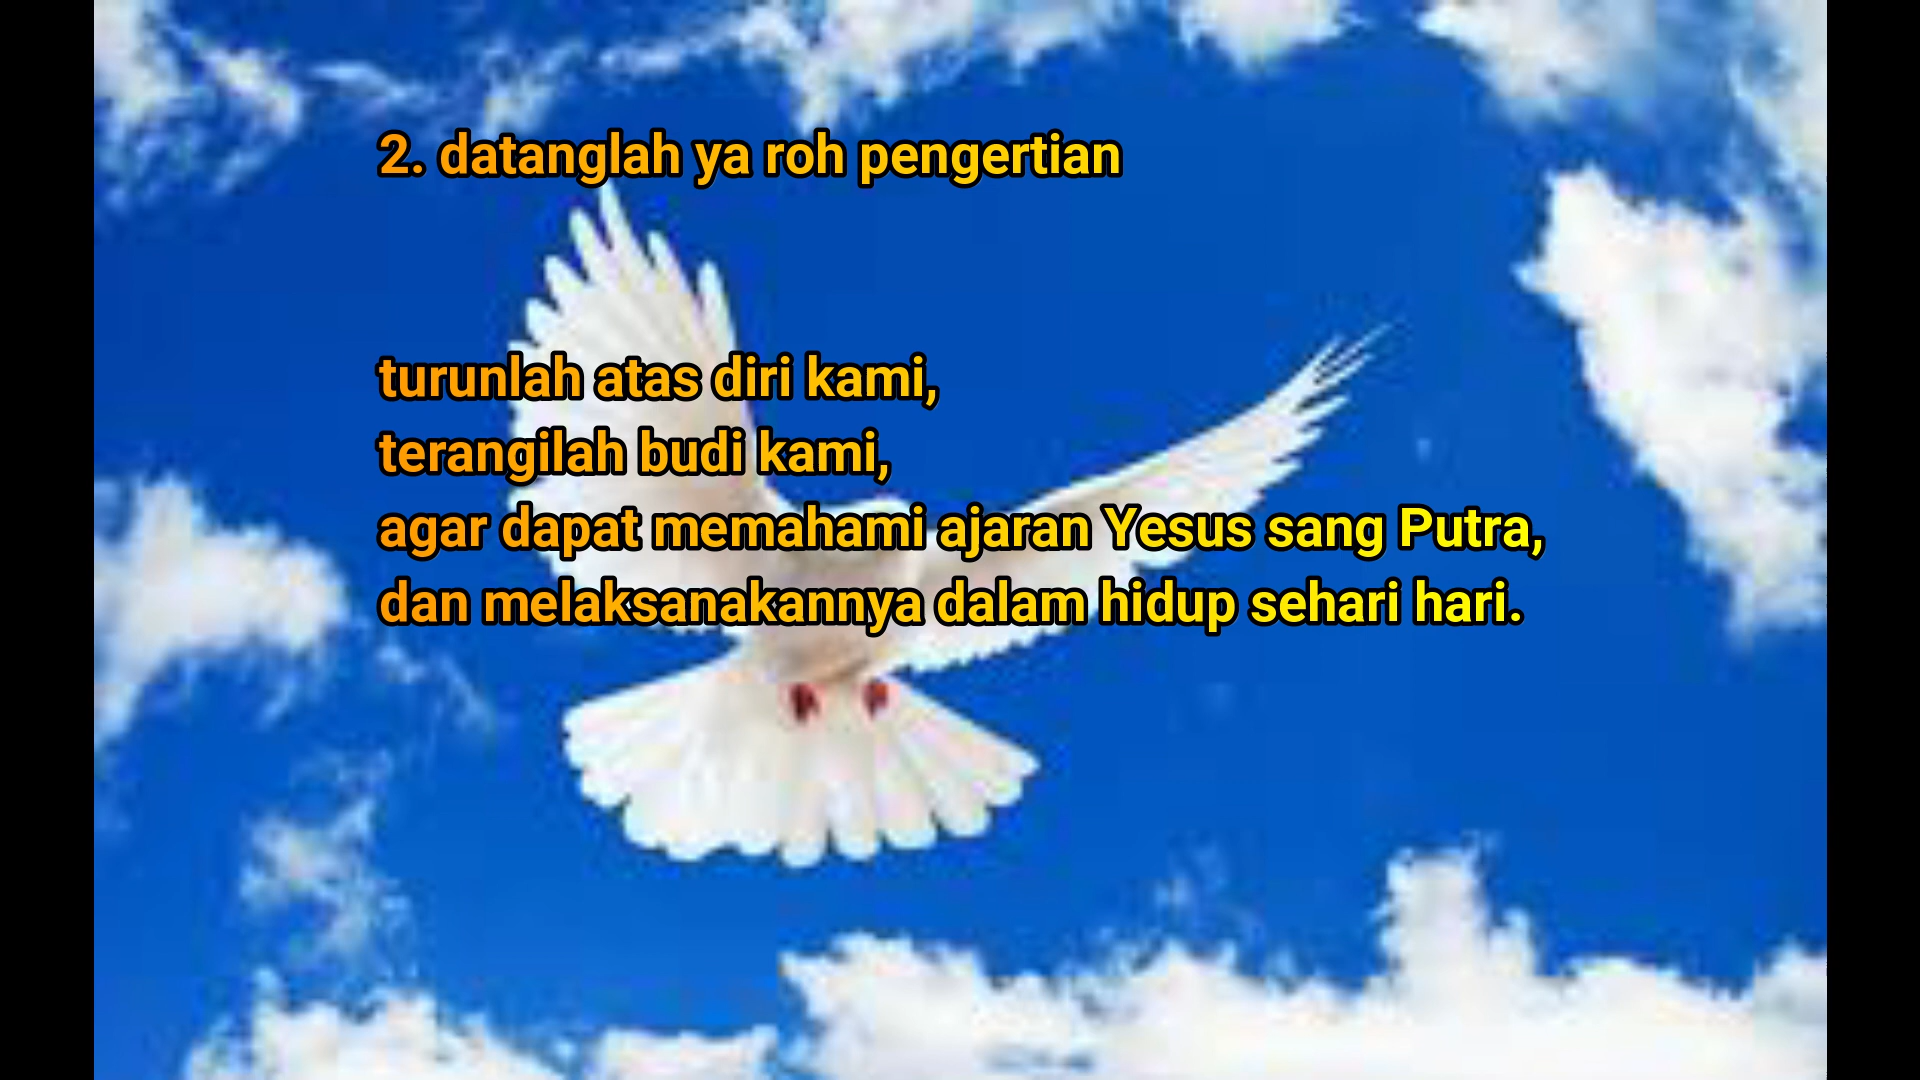 2. datanglah ya roh pengertian
turunlah atas diri kami,
terangilah budi kami,
agar dapat memahami ajaran Yesus sang Putra,
dan melaksanakannya dalam hidup sehari hari.